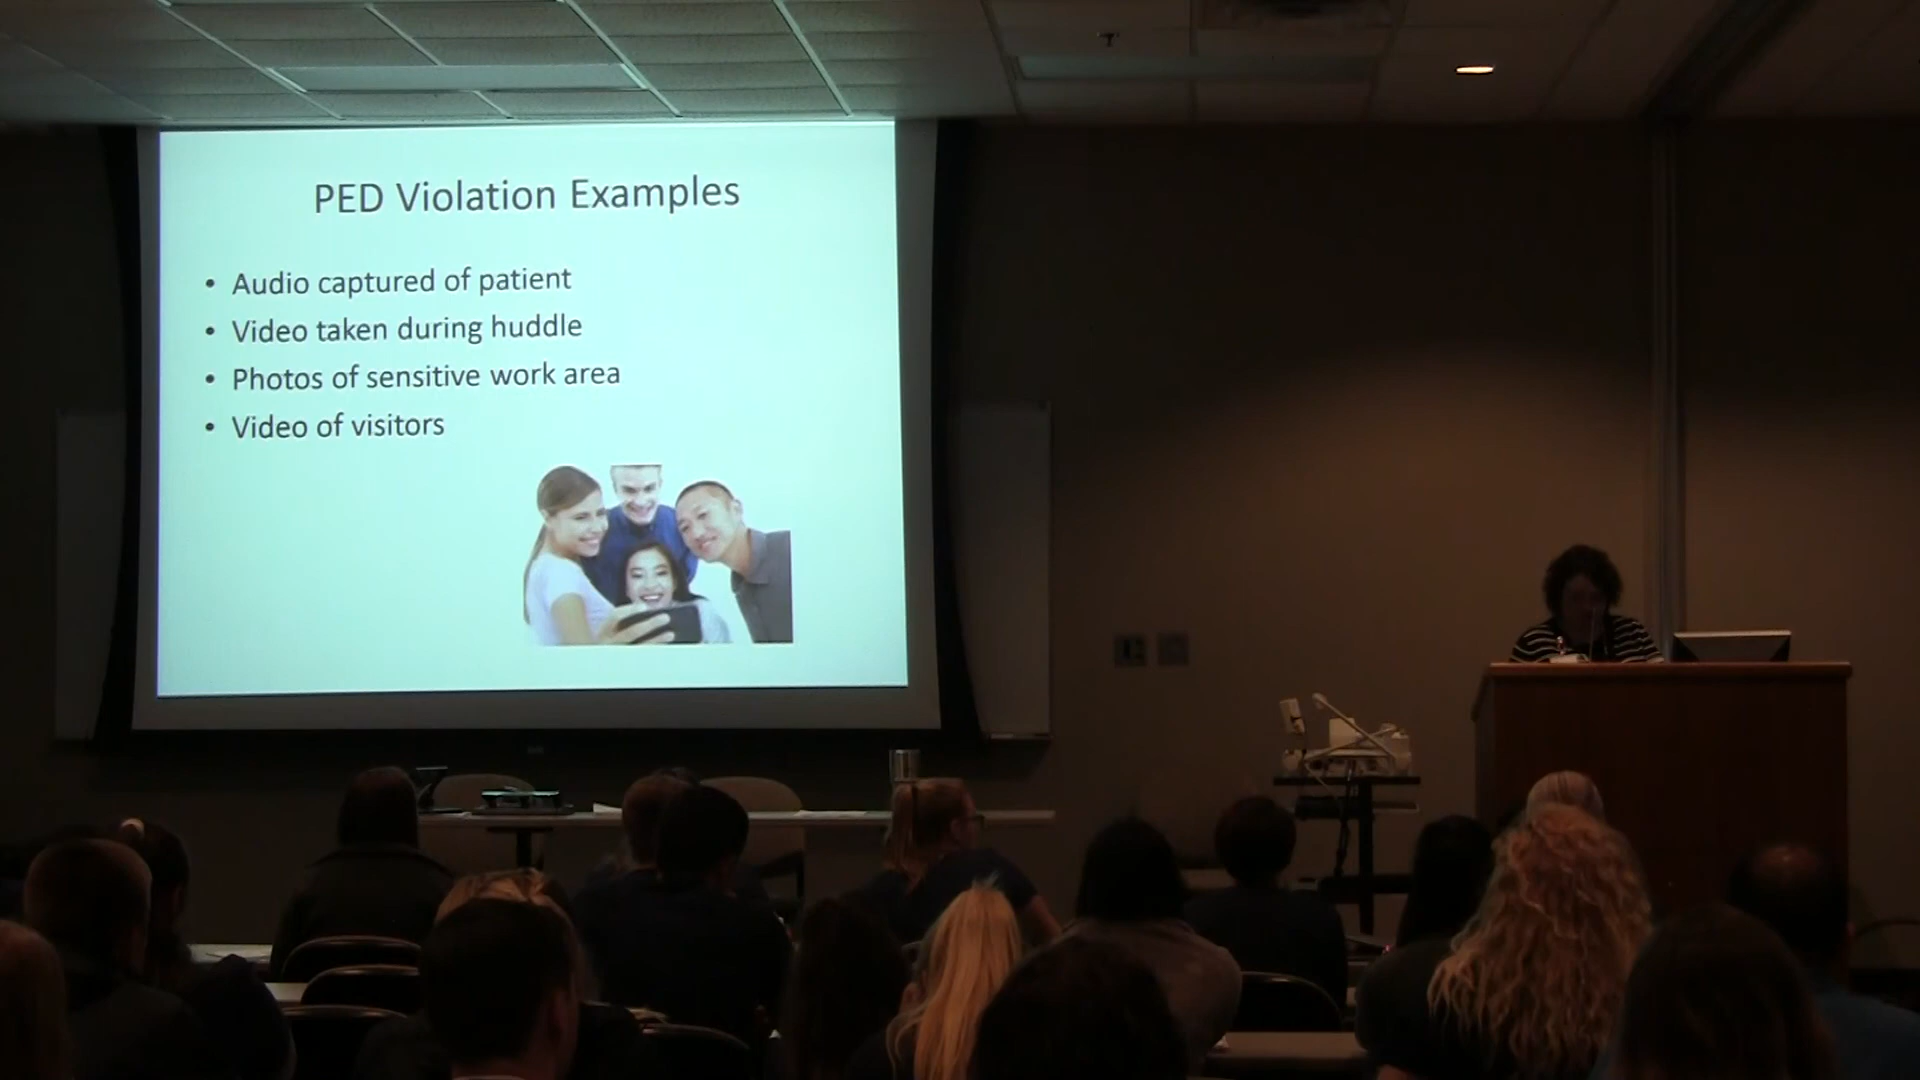 PED Violation Examples
• Audio captured of patient
• Video taken during huddle
• Photos of sensitive work area
• Video of visitors